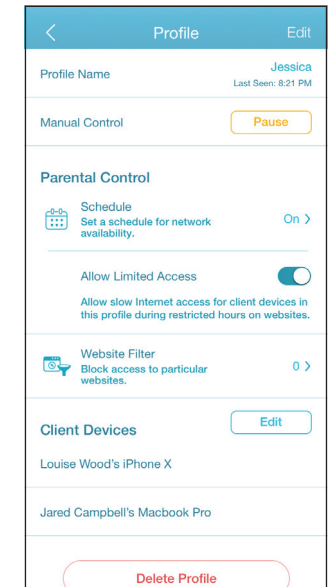 Profile
Edit
Profile Name
Jessica
Last Seen: 8:21 PM
Manual Control
Pause
Parental Control
Schedule
Set a schedule for network
availability.
On
Allow Limited Access
Allow slow Internet access for client devices in
this profile during restricted hours on websites.
Website Filter
Block access to particular
websites.
0
Client Devices
Edit
Louise Wood's iPhone X
Jared Campbell's Macbook Pro
Delete Profile